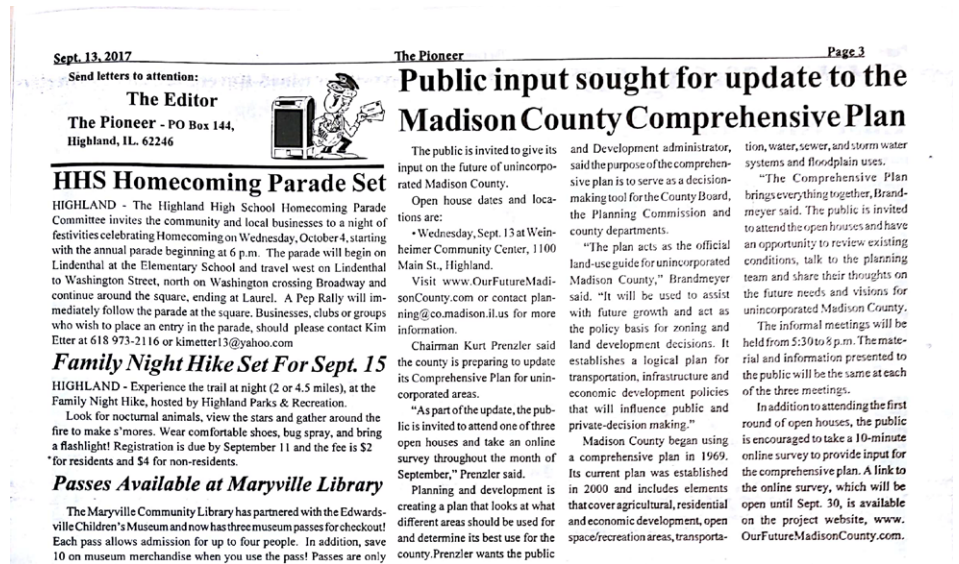 Sept. 13, 2017
The Pioneer
Page 3
Send letters to attention:
The Editor
The Pioneer - PO Box 144,
Highland, IL. 62246
HHS Homecoming Parade Set
HIGHLAND - The Highland High School Homecoming Parade
Committee invites the community and local businesses to a night of
festivities celebrating Homecoming on Wednesday, October 4, starting
with the annual parade beginning at 6 p.m. The parade will begin on
Lindenthal at the Elementary School and travel west on Lindenthal
to Washington Street, north on Washington crossing Broadway and
continue around the square, ending at Laurel. A Pep Rally will im-
mediately follow the parade at the square. Businesses, clubs or groups
who wish to place an entry in the parade, should please contact Kim
Etter at 618 973-2116 or kimetter13@yahoo.com
Family Night Hike Set For Sept. 15
HIGHLAND - Experience the trail at night (2 or 4.5 miles), at the
Family Night Hike, hosted by Highland Parks & Recreation.
Look for nocturnal animals, view the stars and gather around the
fire to make s'mores. Wear comfortable shoes, bug spray, and bring
a flashlight! Registration is due by September 11 and the fee is $2
for residents and $4 for non-residents.
Passes Available at Maryville Library
The Maryville Community Library has partnered with the Edwards-
ville Children's Museum and now has three museum passes for checkout!
Each pass allows admission for up to four people. In addition, save
10 on museum merchandise when you use the pass! Passes are only
Public input sought for update to the
Madison County Comprehensive Plan
The public is invited to give its
input on the future of unincorpo-
rated Madison County.
Open house dates and loca-
tions are:
• Wednesday, Sept. 13 at Wein-
heimer Community Center, 1100
Main St., Highland.
Visit www.OurFutureMadi-
sonCounty.com or contact plan-
ning@co.madison.il.us for more
information.
Chairman Kurt Prenzler said
the county is preparing to update
its Comprehensive Plan for unin-
corporated areas.
"As part of the update, the pub-
lic is invited to attend one of three
open houses and take an online
survey throughout the month of
September," Prenzler said.
Planning and development is
creating a plan that looks at what
different areas should be used for
and determine its best use for the
county.Prenzler wants the public
and Development administrator,
said the purpose of the comprehen-
sive plan is to serve as a decision-
making tool for the County Board,
the Planning Commission and
county departments.
"The plan acts as the official
land-use guide for unincorporated
Madison County," Brandmeyer
said. "It will be used to assist
with future growth and act as
the policy basis for zoning and
land development decisions. It
establishes a logical plan for
transportation, infrastructure and
economic development policies
that will influence public and
private-decision making."
Madison County began using
a comprehensive plan in 1969.
Its current plan was established
in 2000 and includes elements
that cover agricultural, residential
and economic development, open
space/recreation areas, transporta-
tion, water, sewer, and storm water
systems and floodplain uses.
"The Comprehensive Plan
brings everything together, Brand-
meyer said. The public is invited
to attend the open houses and have
an opportunity to review existing
conditions, talk to the planning
team and share their thoughts on
the future needs and visions for
unincorporated Madison County.
The informal meetings will be
held from 5:30 to 8 p.m. The mate-
rial and information presented to
the public will be the same at each
of the three meetings.
In addition to attending the first
round of open houses, the public
is encouraged to take a 10-minute
online survey to provide input for
the comprehensive plan. A link to
the online survey, which will be
open until Sept. 30, is available
on the project website, www.
OurFutureMadisonCounty.com.